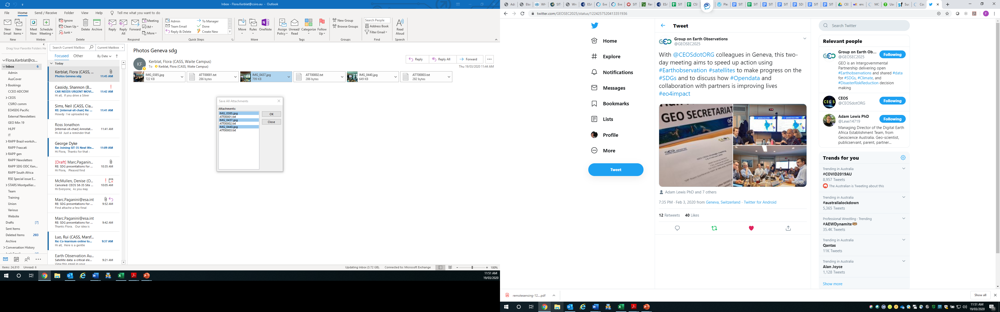 Inbox - Flora.Kerblat@csiro.au - Outlook
File Home Send / Receive Folder View Help Tell me what you want to do
New Email
New Items
New
Meet Now
Schedule Meeting
Webex
Ignore
Clean Up
Junk
Delete
Archive
Delete
Reply
Reply All
Forward
Meeting
IM
More
Respond
Admin
Team Email
Reply & Delete
To Manager
Done
Create New
Quick Steps
Move
Rules
OneNote
Move
Assign Policy
Unread/ Read
Categorize
Follow Up
Tags
New Group
Browse Groups
Groups
Search People
Address Book
Filter Email
Find
Read Aloud
Speech
Drag Your Favorite Folders He
Flora.Kerblat@cs...
Inbox 6
Admin
AusCover
Bookings
CCEO ADCOM
CEOS
CSIRO comm
EO4SDG Pacific
External Newsletters
GEO Min 19
HLPF
IT
RAPP Brazil worksh...
RAPP Frascati
RAPP gen
RAPP Newsletters
RAPP SDG ODC Ken...
RAPP South Africa
RSE Special issue E...
STARS Montpellier...
Team
Training
Union
Various
Website
Drafts [7]
Sent Items
Deleted Items 203
Archive
Conversation History
Search Current Mailbox Current Mailbox
Focused Other By Date
Today
Kerblat, Flora (CASS, ...
Photos Geneva sdg 11:45 AM
Cassidy, Shannon (B...
CAR NEEDS URGENT MOVI... 11:42 AM
Hi all, If you drive a Silver
Sims, Neil (CASS, Cla...
RE: [internal-sit-chair] Re: ... 11:41 AM
Howdy I've uploaded my
Ross Jonathon
[internal-sit-chair] Annotat... 11:41 AM
Hi All Just a reminder that
George Dyke
Re: Joining SIT-35 Next We... 11:09 AM
Hi Flora, Thanks for that -
[Draft] Marc.Paganin...
RE: SDG presentations for ... 10:35 AM
Hi Flora, Pleased find
McMullen, Denise (O...
Canceled: CEOS Sit-35 Site ... 10:05 AM
Hi Everyone, As you may
Marc.Paganini@esa.int
RE: SDG presentations for ... 9:52 AM
Find attache a few final
Marc.Paganini@esa.int
RE: SDG presentations for ... 9:42 AM
Thanks Flora. Our idea is
Luo, Rui (CASS, Marsf...
Re: Co-learnium online to... 9:37 AM
Hi all, Here is a gentle
Earth Observation Au...
Satellite data: a critical ele... 9:21 AM
View this email in your
Photos Geneva sdg
KF
Kerblat, Flora (CASS, Waite Campus)
To Kerblat, Flora (CASS, Waite Campus)
Reply Reply All Forward
Thu 19/03/2020 11:44 AM
IMG_0385.jpg
722 KB
ATT00001.txt
286 bytes
IMG_0437.jpg
799 KB
ATT00002.txt
286 bytes
IMG_0440.jpg
649 KB
ATT00003.txt
282 bytes
Save All Attachments
Attachments:
IMG_0385.jpg
ATT00001.txt
IMG_0437.jpg
ATT00002.txt
IMG_0440.jpg
ATT00003.txt
OK
Close
Items: 24,810 Unread: 6
Updating Inbox (3.72 GB). Connected to: Microsoft Exchange 100%
11:51 AM
19/03/2020
twitter.com/GEOSEC2025/status/1224257520413351936
Home
Explore
Notifications
Messages
Bookmarks
Lists
Profile
More
Tweet
Tweet
Group on Earth Observations
@GEOSEC2025
With @CEOSdotORG colleagues in Geneva, this two-
day meeting aims to speed up action using
#Earthobservation #satellites to make progress on the
#SDGs and to discuss how #Opendata and
collaboration with partners is improving lives
#eo4impact
GEO SECRETARIAT
Adam Lewis PhD and 7 others
7:35 PM · Feb 3, 2020 from Geneva, Switzerland · Twitter for Android
12 Retweets 40 Likes
Search Twitter
Relevant people
Group on Earth Ob...
@GEOSEC2025
Following
GEO is an Intergovernmental
Partnership delivering open
#Earthobservations and shared #data
for #SDGs, #Climate, and
#DisasterRiskReduction decision
making
CEOS
@CEOSdotORG
Following
Adam Lewis PhD
@Lewi14719
Following
Managing Director of the Digital Earth
Africa Establishment Team, from
Geoscience Australia. Geo-scientist,
publicservant, parent, partner...
Trends for you
Trending in Australia
#COVID2019AU
8,957 Tweets
The Australian is Tweeting about this
Trending in Australia
#australialockdown
5,365 Tweets
Professional Wrestling · Trending
#AEWDynamite
35.4K Tweets
Trending in Australia
Qantas
11K Tweets
Trending in Australia
Alan Joyce
1,128 Tweets
Show more
remotesensing-12....pdf
Show all
11:51 AM
19/03/2020